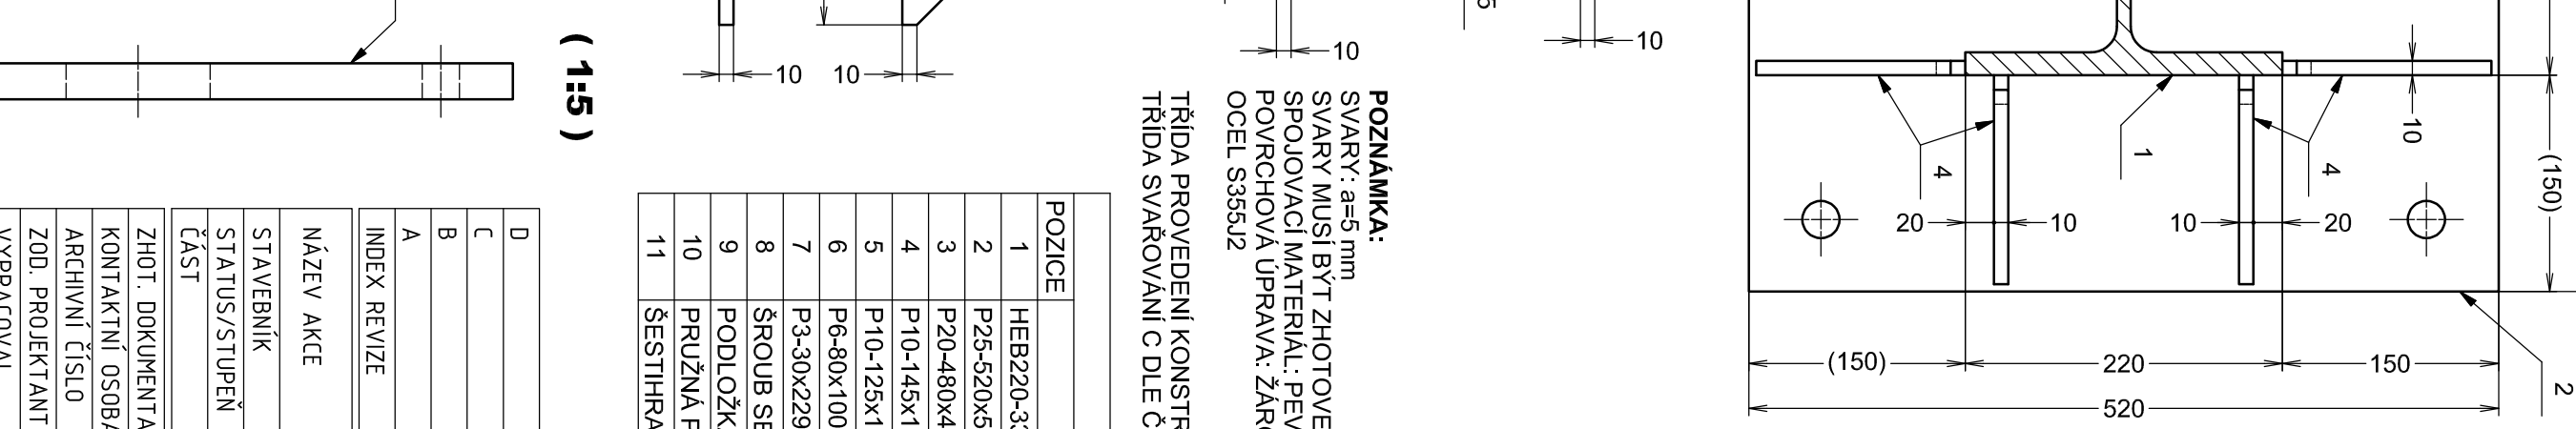 ( 1:5 )
10
10
10
10
5
POZNÁMKA:
SVARY: a=5 mm
SVARY MUSÍ BÝT ZHOTOVE
SPOJOVACÍ MATERIÁL: PEV
POVRCHOVÁ ÚPRAVA: ŽÁRO
OCEL S355J2
TŘÍDA PROVEDENÍ KONSTR
TŘÍDA SVAŘOVÁNÍ C DLE Č
POZICE
1 HEB220-33
2 P25-520x5
3 P20-480x4
4 P10-145x1
5 P10-125x1
6 P6-80x100
7 P3-30x229
8 ŠROUB SE
9 PODLOŽK
10 PRUŽNÁ P
11 ŠESTIHRA
D
C
B
A
INDEX REVIZE
NÁZEV AKCE
STAVEBNÍK
STATUS/STUPEŇ
ČÁST
ZHOT. DOKUMENTA
KONTAKTNÍ OSOBA
ARCHIVNÍ ČÍSLO
ZOD. PROJEKTANT
VYPRACOVAL
10
(150)
1
4
4
20
10
10
20
(150)
220
150
520
2